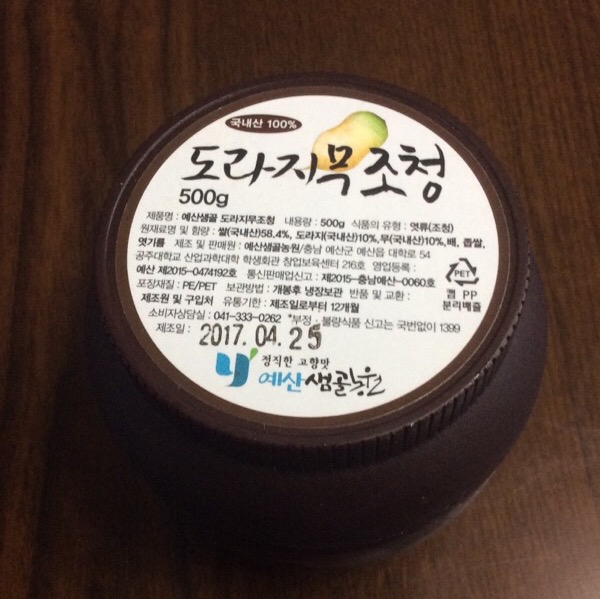 국내산 100%
도라지무조청
500g
제품명 : 예산샘골 도라지무조청 내용량 : 500g 식품의 유형 : 엿류(조청)
원재료명 및 함량 : 쌀(국내산)58.4%, 도라지(국내산)10%,무(국내산)10%,배, 좁쌀,
엿기름 제조 및 판매원 : 예산샘골농원/충남 예산군 예산읍 대학로 54
공주대학교 산업과학대학 학생회관 창업보육센터 216호 영업등록 :
예산 제2015-0474192호 통신판매업신고 : 제2015-충남예산-0060호
포장재질 : PE/PET 보관방법 : 개봉후 냉장보관 반품 및 교환 :
제조원 및 구입처 유통기한 : 제조일로부터 12개월
소비자상담실 : 041-333-0262 *부정·불량식품 신고는 국번없이 1399
제조일 : 2017.04.25
PET
캡 PP
분리배출
정직한 고향맛
예산샘골농원